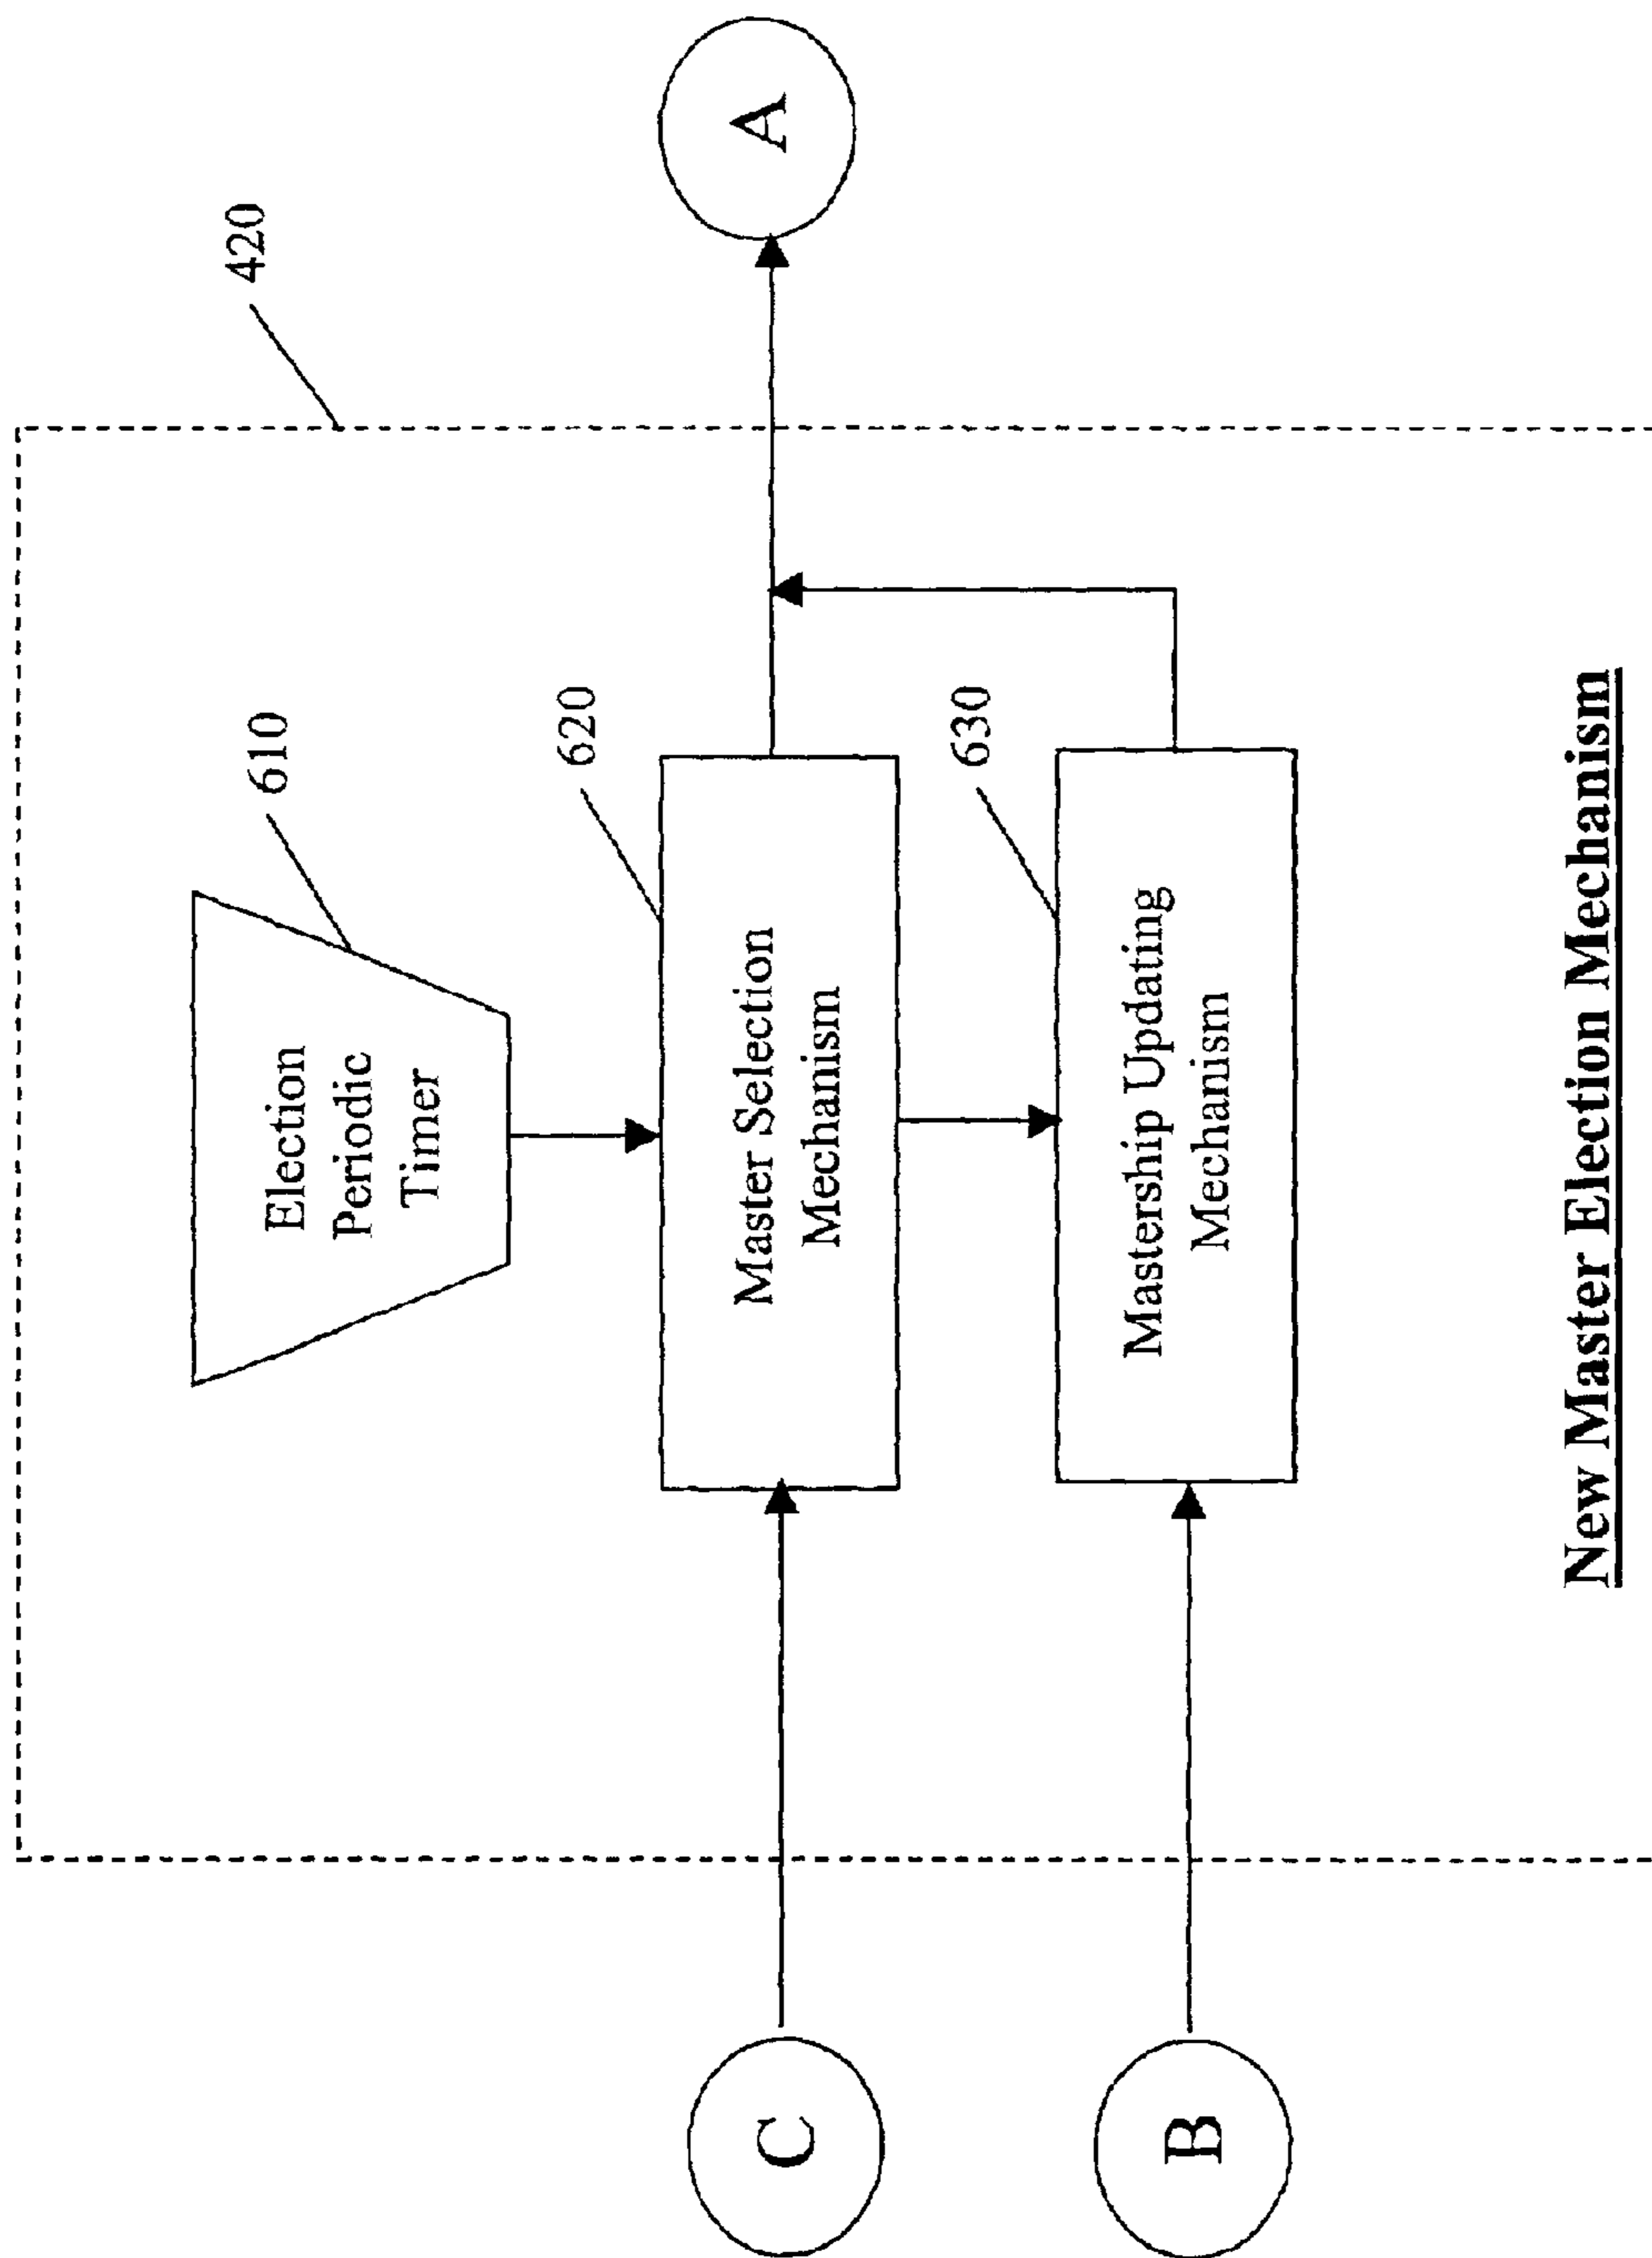 420
Election
Periodic
Timer
610
C
Master Selection
Mechanism
620
A
B
Mastership Updating
Mechanism
630
New Master Election Mechanism